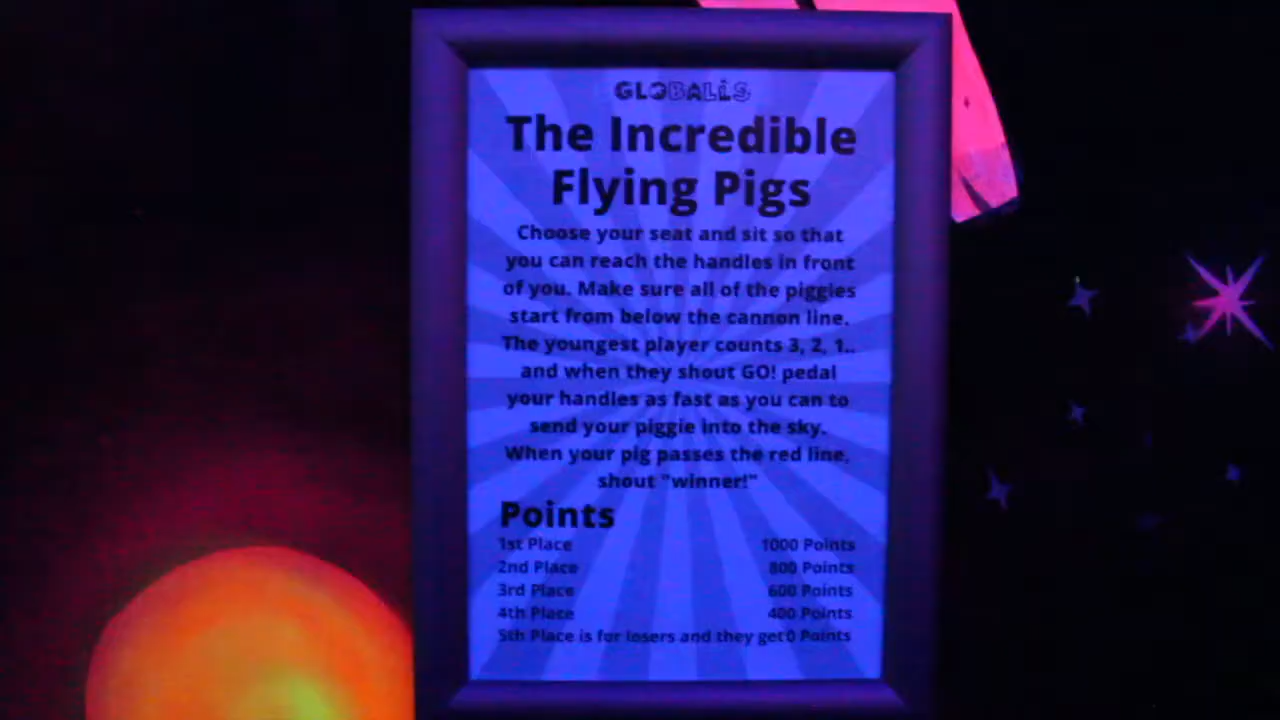 GLOBALLS
The Incredible
Flying Pigs
Choose your seat and sit so that
you can reach the handles in front
of you. Make sure all of the piggies
start from below the cannon line.
The youngest player counts 3, 2, 1..
and when they shout GO! pedal
your handles as fast as you can to
send your piggie into the sky.
When your pig passes the red line,
shout "winner!"
Points
1st Place 1000 Points
2nd Place 800 Points
3rd Place 600 Points
4th Place 400 Points
5th Place is for losers and they get 0 Points